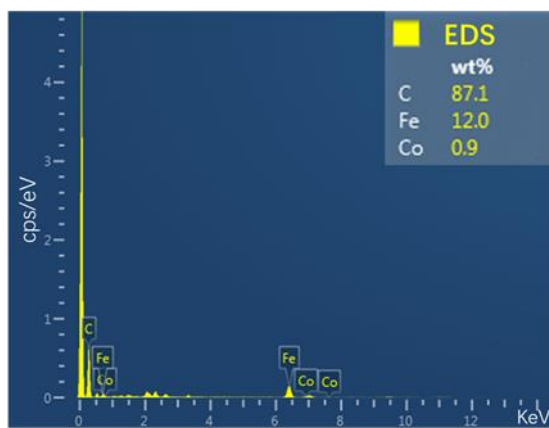 EDS
wt%
C 87.1
Fe 12.0
Co 0.9
cps/eV
4
3
2
1
0
C
Fe
Co
Fe
Co
Co
0 2 4 6 8 10 12
KeV